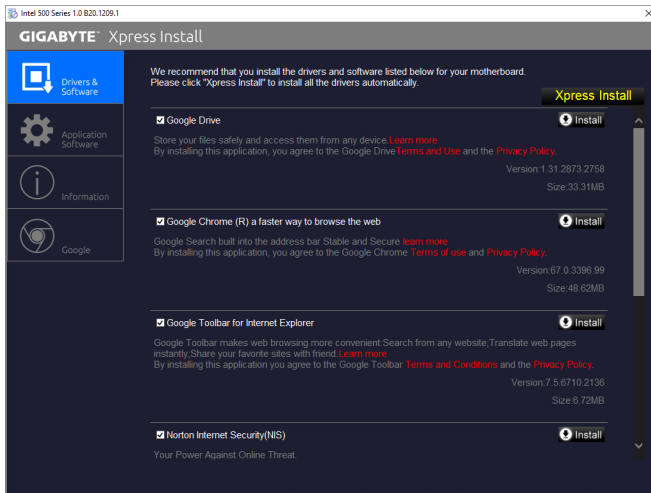 Intel 500 Series 1.0 B20.1209.1
GIGABYTE™ Xpress Install
Drivers &
Software
Application
Software
Information
Google
We recommend that you install the drivers and software listed below for your motherboard.
Please click "Xpress Install" to install all the drivers automatically.
Xpress Install
Google Drive
Install
Store your files safely and access them from any device.Learn more
By installing this application, you agree to the Google DriveTerms and Use and the Privacy Policy.
Version:1.31.2873.2758
Size:33.31MB
Google Chrome (R) a faster way to browse the web
Install
Google Search built into the address bar Stable and Secure learn more
By installing this application, you agree to the Google Chrome Terms of use and Privacy Policy.
Version:67.0.3396.99
Size:48.62MB
Google Toolbar for Internet Explorer
Install
Google Toolbar makes web browsing more convenient:Search from any website;Translate web pages
instantly;Share your favorite sites with friend.Learn more
By installing this application you agree to the Google Toolbar Terms and Conditions and the Privacy Policy.
Version:7.5.6710.2136
Size:6.72MB
Norton Internet Security(NIS)
Install
Your Power Against Online Threat.